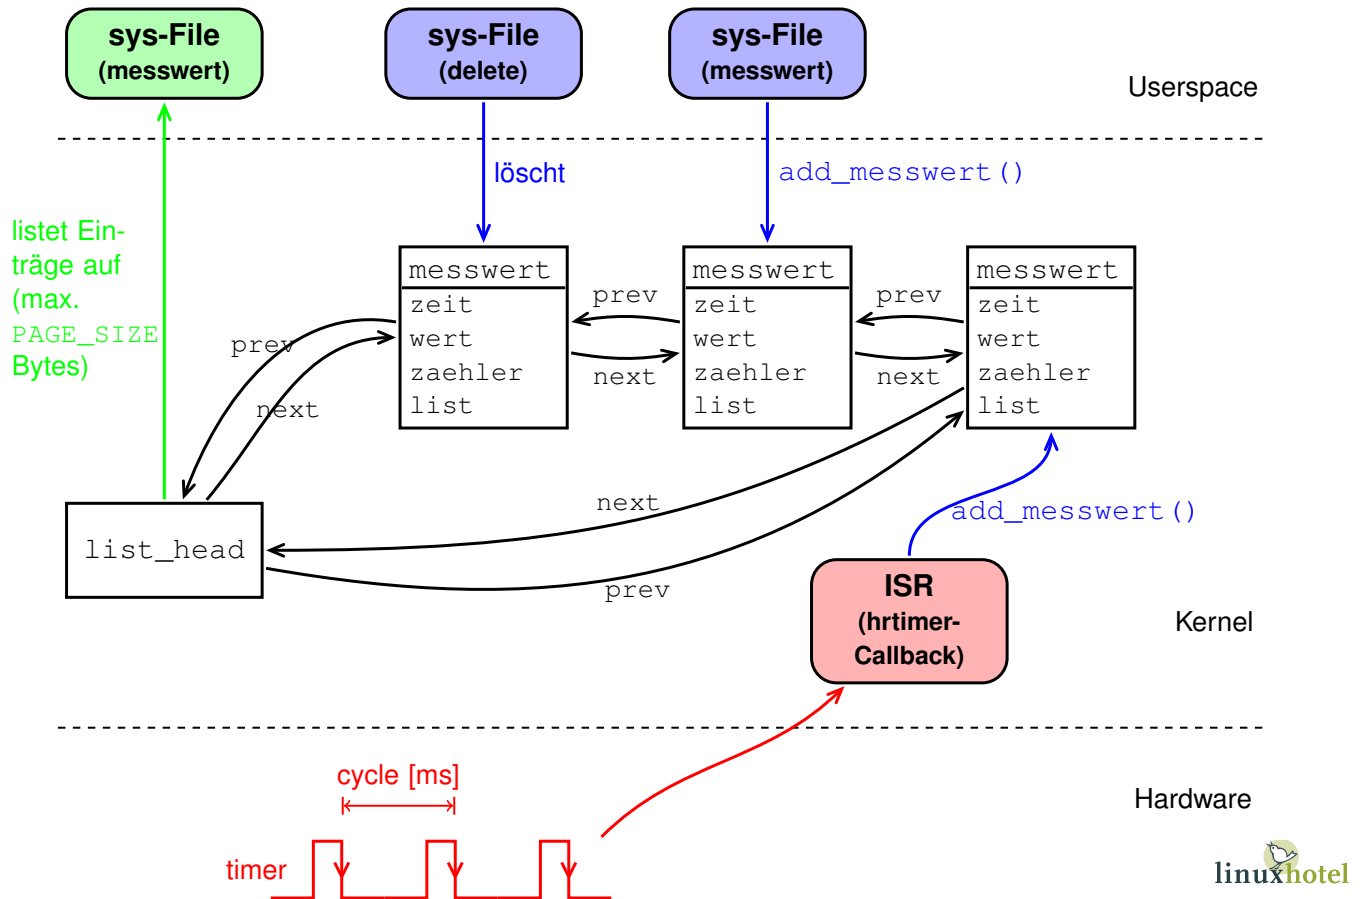 sys-File
(messwert)
sys-File
(delete)
sys-File
(messwert)
Userspace
löscht
add_messwert()
listet Ein-
träge auf
(max.
PAGE_SIZE
Bytes)
messwert
zeit
wert
zaehler
list
messwert
zeit
wert
zaehler
list
messwert
zeit
wert
zaehler
list
prev
next
prev
next
prev
next
list_head
next
prev
add_messwert()
ISR
(hrtimer-
Callback)
Kernel
cycle [ms]
timer
Hardware
linuxhotel